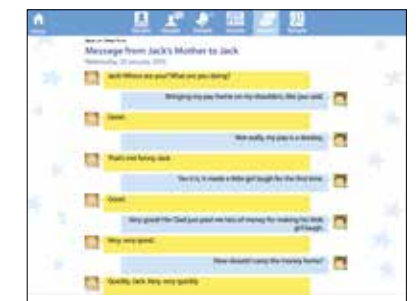 Message from Jack's Mother to Jack
Jack! Where are you? What are you doing?
Bringing my pay home on my shoulders, like you said.
Good.
Well really, my pay is a donkey.
That's not funny, Jack.
Yes it is, it made a little girl laugh for the first time.
Good.
Very good! Her Dad just paid me lots of money for making his little
girl laugh.
Very, very good.
How should I carry the money home?
Quickly, Jack. Very, very quickly.